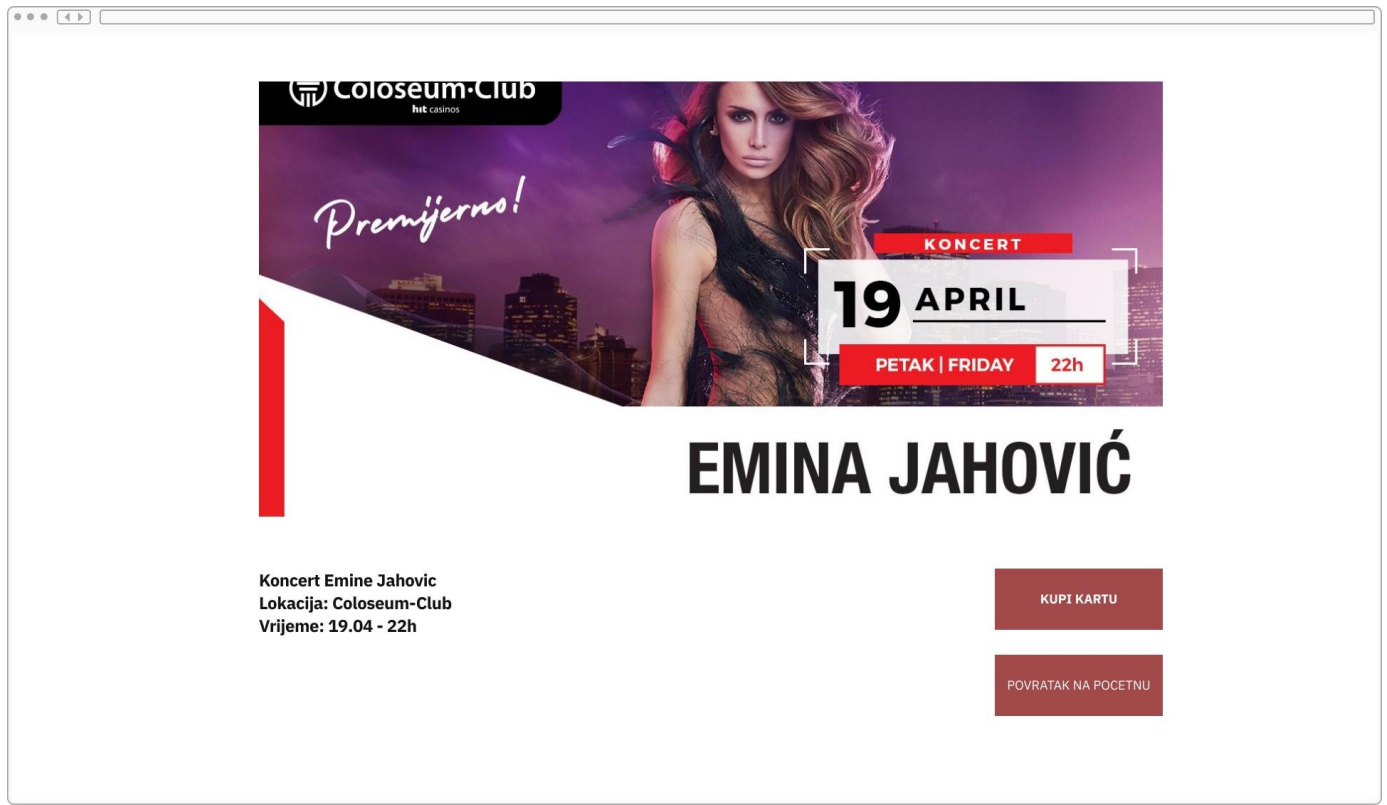 Coloseum·Club
hit casinos
Premijerno!
KONCERT
19 APRIL
PETAK | FRIDAY 22h
EMINA JAHOVIĆ
Koncert Emine Jahovic
Lokacija: Coloseum-Club
Vrijeme: 19.04 - 22h
KUPI KARTU
POVRATAK NA POCETNU